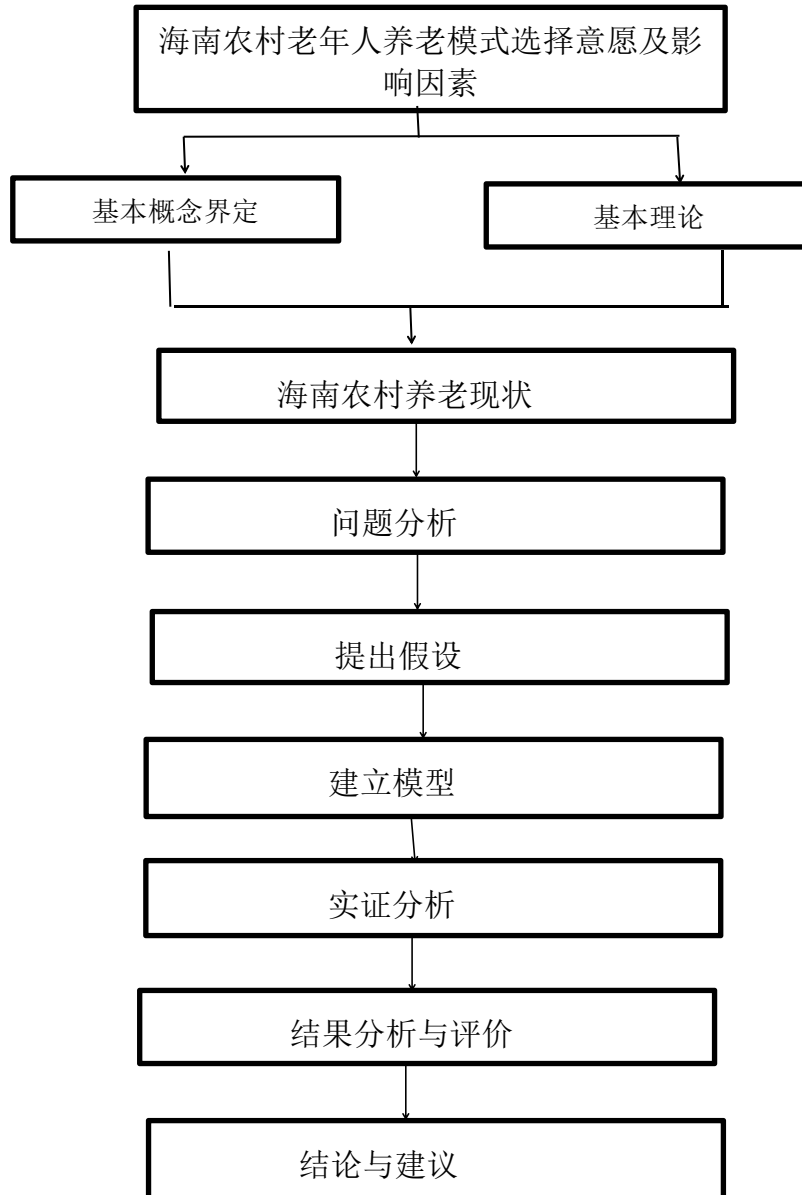 海南农村老年人养老模式选择意愿及影
响因素
基本概念界定
基本理论
海南农村养老现状
问题分析
提出假设
建立模型
实证分析
结果分析与评价
结论与建议